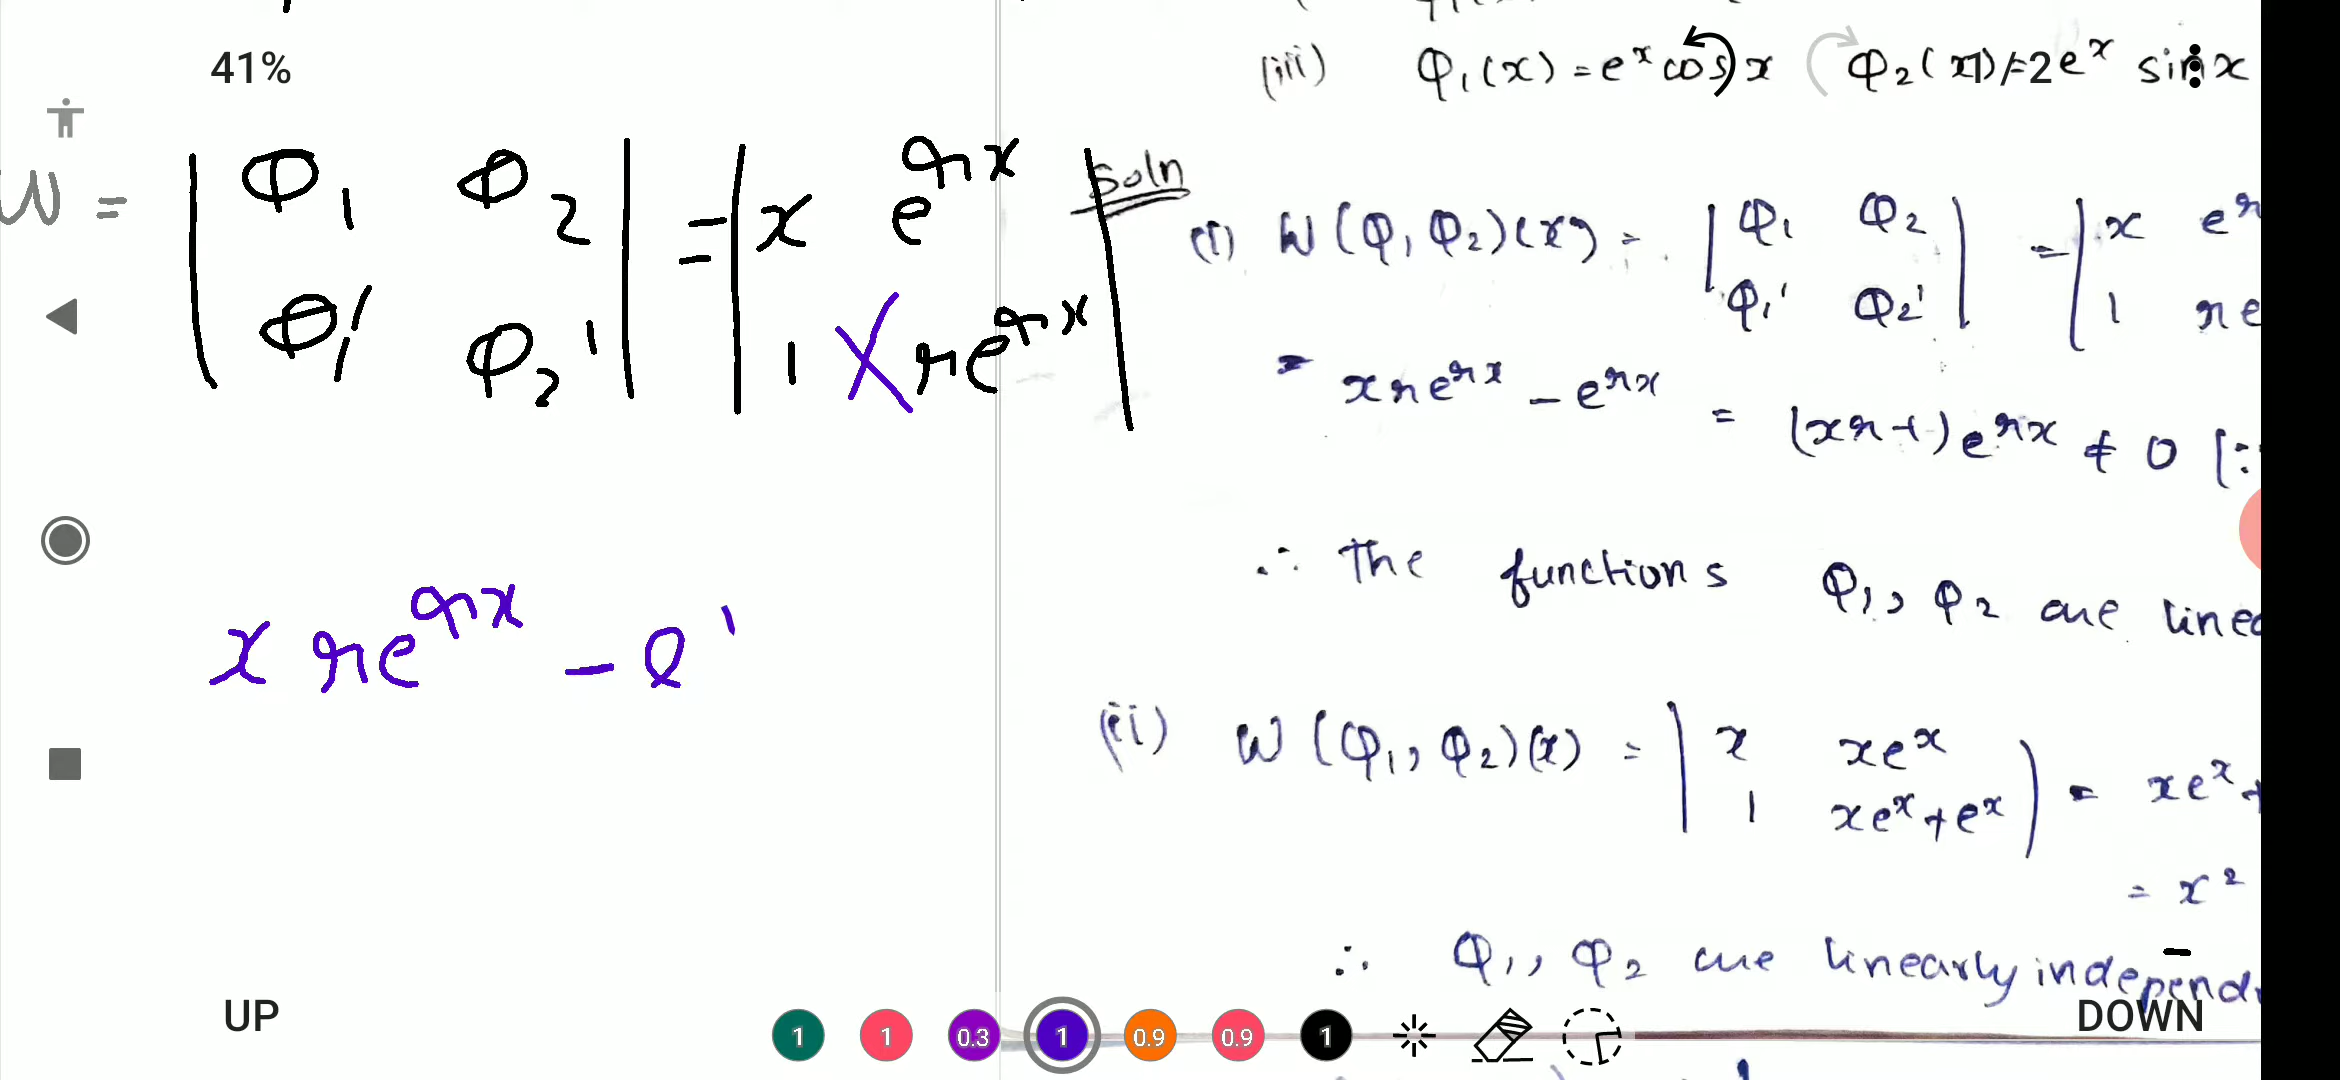 (iii) φ₁(x) = eˣ cos x φ₂(x) = 2eˣ sin x
41%
W = | φ₁ φ₂ | = | x e^{rx} |
| φ₁' φ₂' | | 1 × re^{rx} |
x re^{rx} - e'
Soln
(i) W(φ, φ₂)(x) = | φ₁ φ₂ | = | x e^{r
| φ₁' φ₂' | | 1 re
= x r e^{rx} - e^{rx} = (xr-1) e^{rx} ≠ 0 (∵
∴ The functions φ₁, φ₂ are linea
(ii) W(φ₁, φ₂)(x) = | x xeˣ | = xeˣ+
| 1 xeˣ+eˣ |
= x²
∴ φ₁, φ₂ are linearly independ
UP
1 1 0.3 1 0.9 0.9 1
DOWN